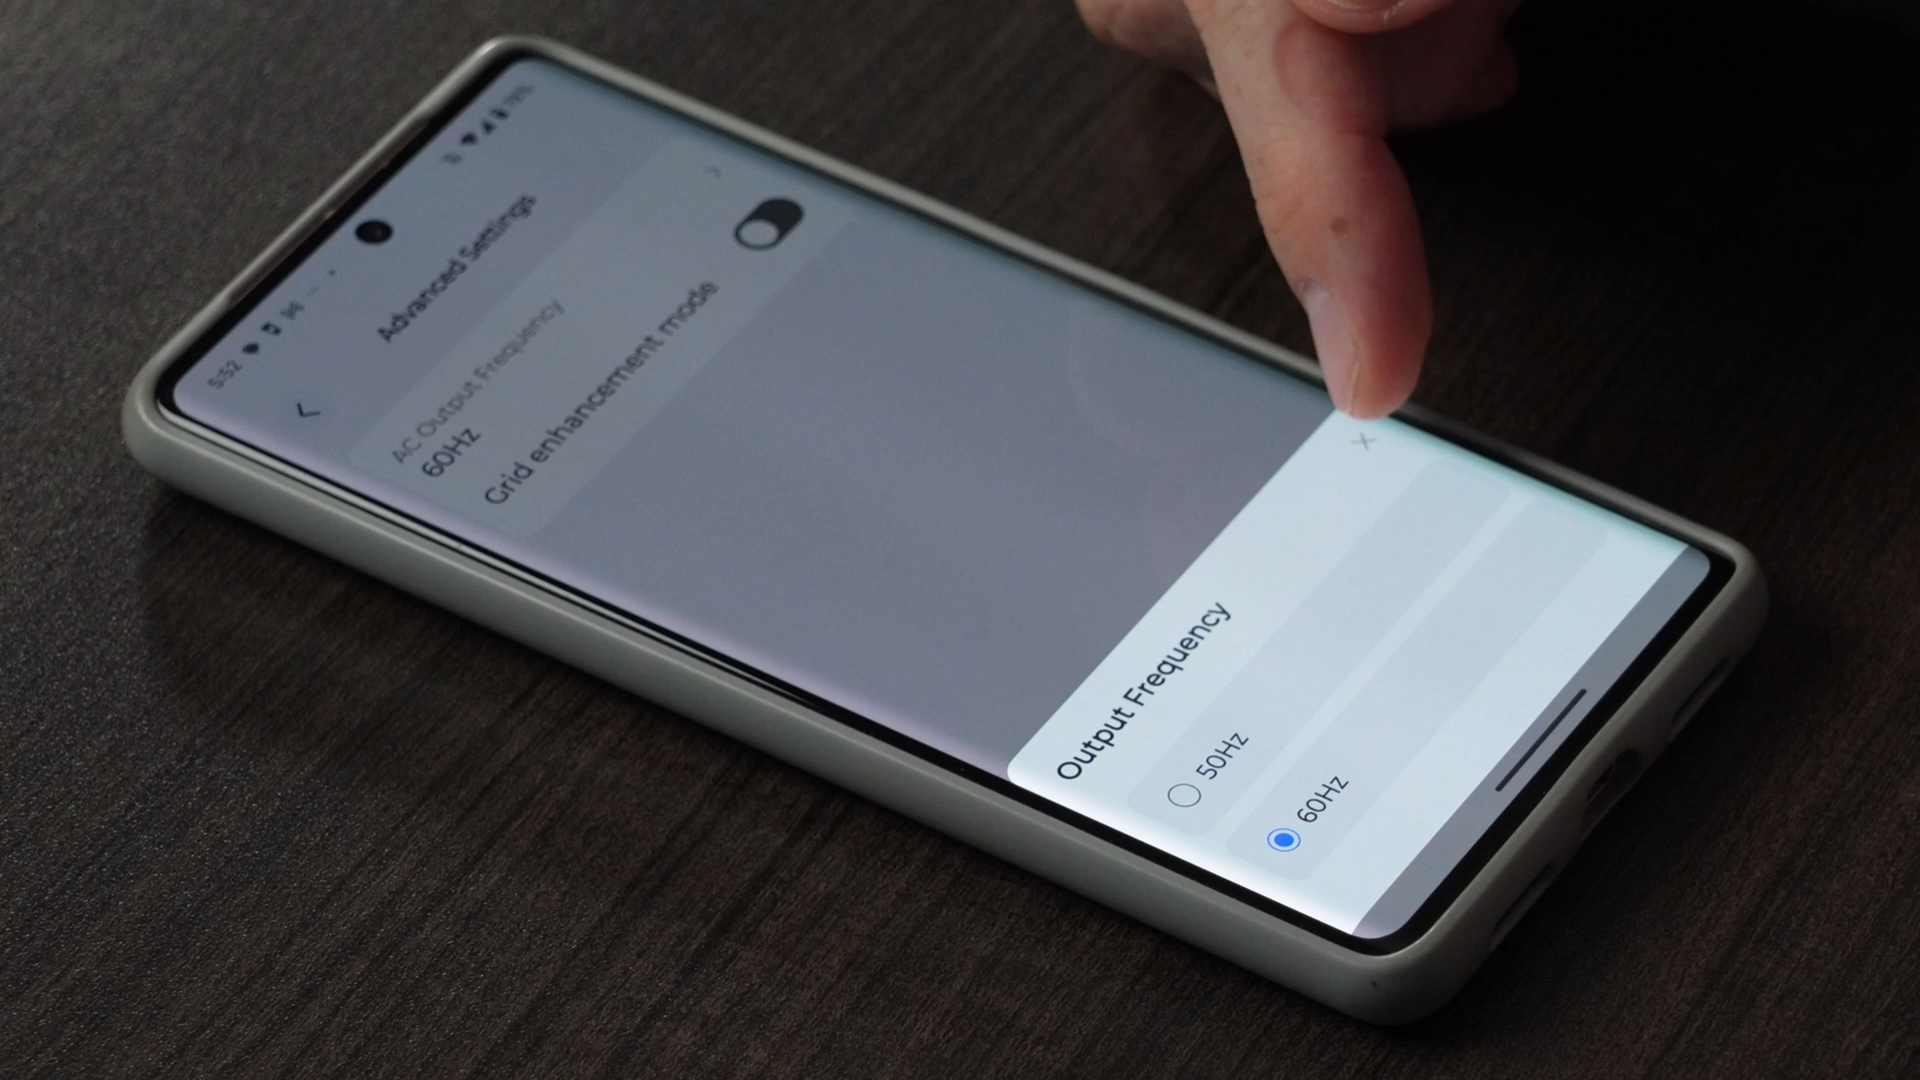 5:52
Advanced Settings
AC Output Frequency
60Hz
Grid enhancement mode
Output Frequency
50Hz
60Hz